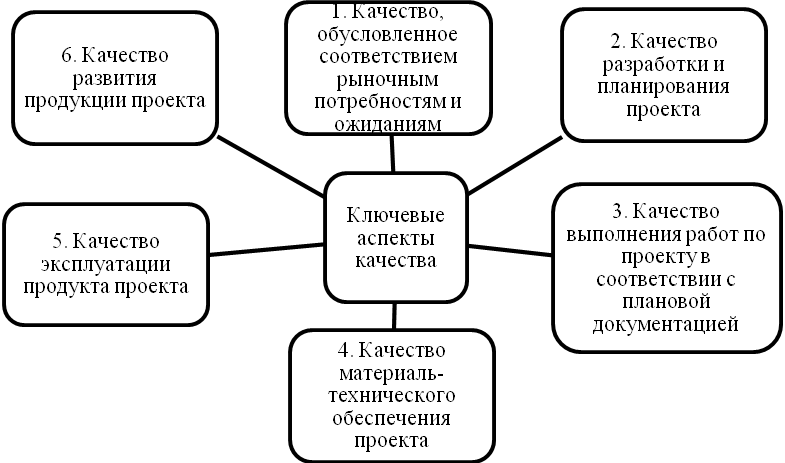 1. Качество,
обусловленное
соответствием
рыночным
потребностям и
ожиданиям
2. Качество
разработки и
планирования
проекта
3. Качество
выполнения работ по
проекту в
соответствии с
плановой
документацией
4. Качество
материаль-
технического
обеспечения
проекта
5. Качество
эксплуатации
продукта проекта
6. Качество
развития
продукции проекта
Ключевые
аспекты
качества